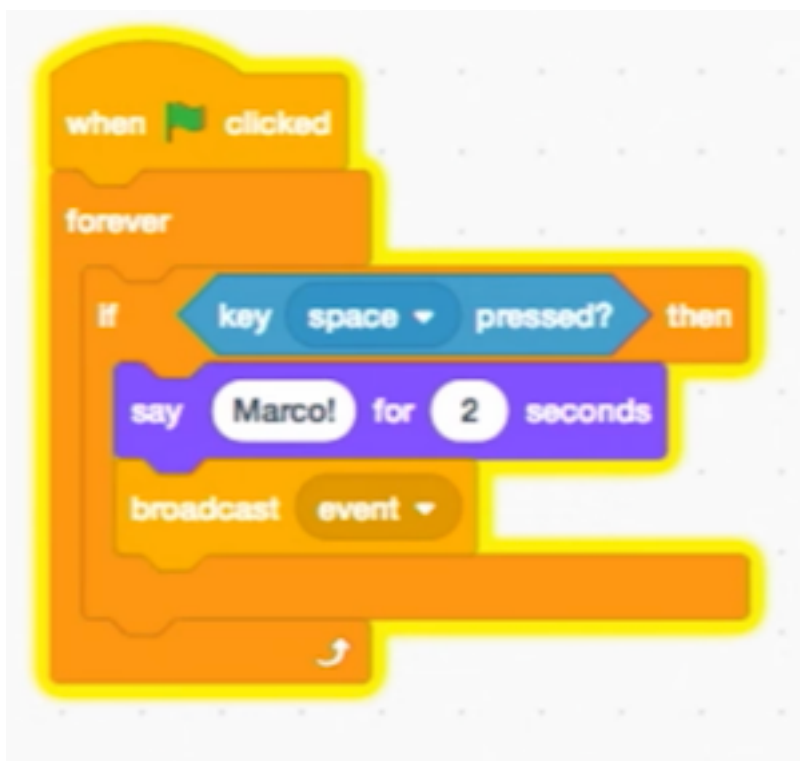 when clicked
forever
if key space pressed? then
say Marco! for 2 seconds
broadcast event